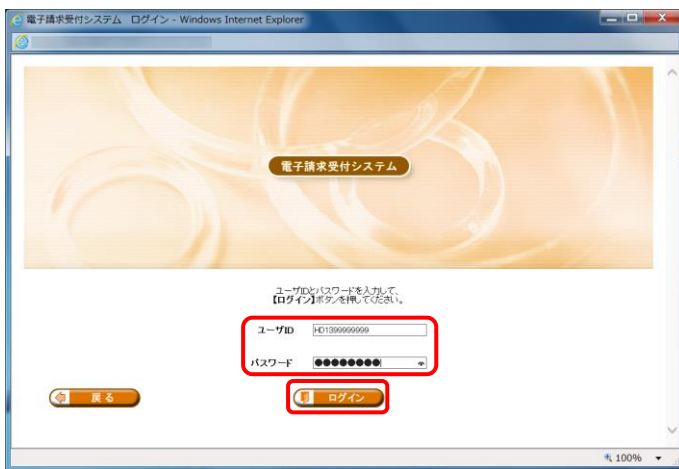 電子請求受付システム ログイン - Windows Internet Explorer
電子請求受付システム
ユーザIDとパスワードを入力して、
【ログイン】ボタンを押してください。
ユーザID HD1399999999
パスワード ●●●●●●●●
戻る ログイン
100%